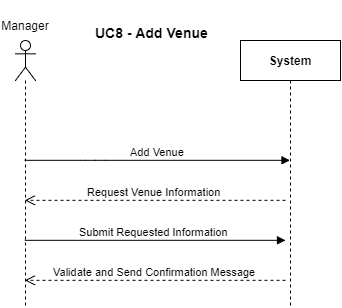 Manager
UC8 - Add Venue
System
Add Venue
Request Venue Information
Submit Requested Information
Validate and Send Confirmation Message